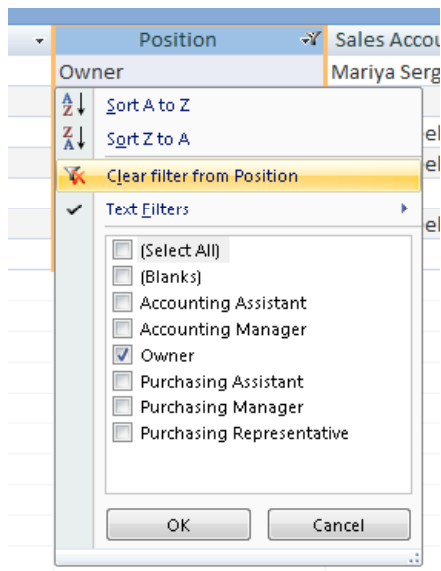 Position Sales Accou
Owner Mariya Serg
Sort A to Z
Sort Z to A
Clear filter from Position
Text Filters
(Select All)
(Blanks)
Accounting Assistant
Accounting Manager
Owner
Purchasing Assistant
Purchasing Manager
Purchasing Representative
OK Cancel